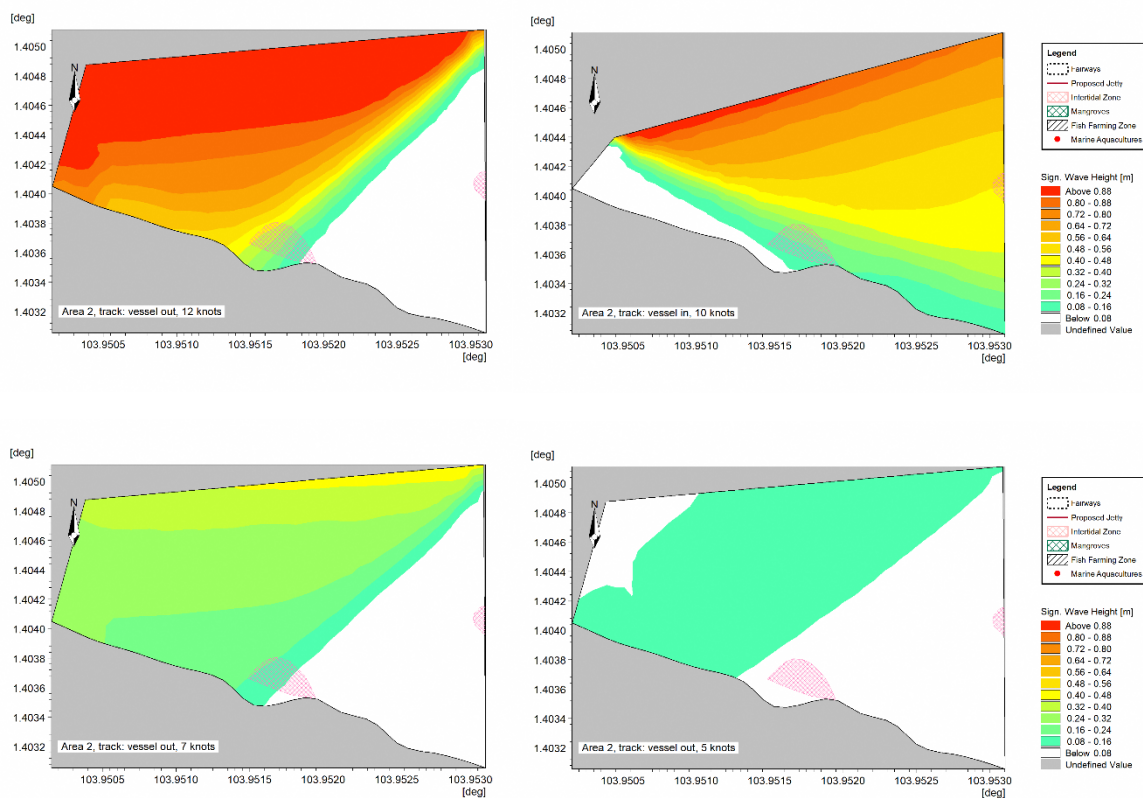 [deg]
1.4050
1.4048
1.4046
1.4044
1.4042
1.4040
1.4038
1.4036
1.4034
1.4032
N
Area 2, track: vessel out, 12 knots
103.9505 103.9510 103.9515 103.9520 103.9525 103.9530
[deg]
[deg]
1.4050
1.4048
1.4046
1.4044
1.4042
1.4040
1.4038
1.4036
1.4034
1.4032
N
Area 2, track: vessel in, 10 knots
103.9505 103.9510 103.9515 103.9520 103.9525 103.9530
[deg]
Legend
Fairways
Proposed Jetty
Intertidal Zone
Mangroves
Fish Farming Zone
Marine Aquacultures
Sign. Wave Height [m]
Above 0.88
0.80 - 0.88
0.72 - 0.80
0.64 - 0.72
0.56 - 0.64
0.48 - 0.56
0.40 - 0.48
0.32 - 0.40
0.24 - 0.32
0.16 - 0.24
0.08 - 0.16
Below 0.08
Undefined Value
[deg]
1.4050
1.4048
1.4046
1.4044
1.4042
1.4040
1.4038
1.4036
1.4034
1.4032
N
Area 2, track: vessel out, 7 knots
103.9505 103.9510 103.9515 103.9520 103.9525 103.9530
[deg]
[deg]
1.4050
1.4048
1.4046
1.4044
1.4042
1.4040
1.4038
1.4036
1.4034
1.4032
N
Area 2, track: vessel out, 5 knots
103.9505 103.9510 103.9515 103.9520 103.9525 103.9530
[deg]
Legend
Fairways
Proposed Jetty
Intertidal Zone
Mangroves
Fish Farming Zone
Marine Aquacultures
Sign. Wave Height [m]
Above 0.88
0.80 - 0.88
0.72 - 0.80
0.64 - 0.72
0.56 - 0.64
0.48 - 0.56
0.40 - 0.48
0.32 - 0.40
0.24 - 0.32
0.16 - 0.24
0.08 - 0.16
Below 0.08
Undefined Value